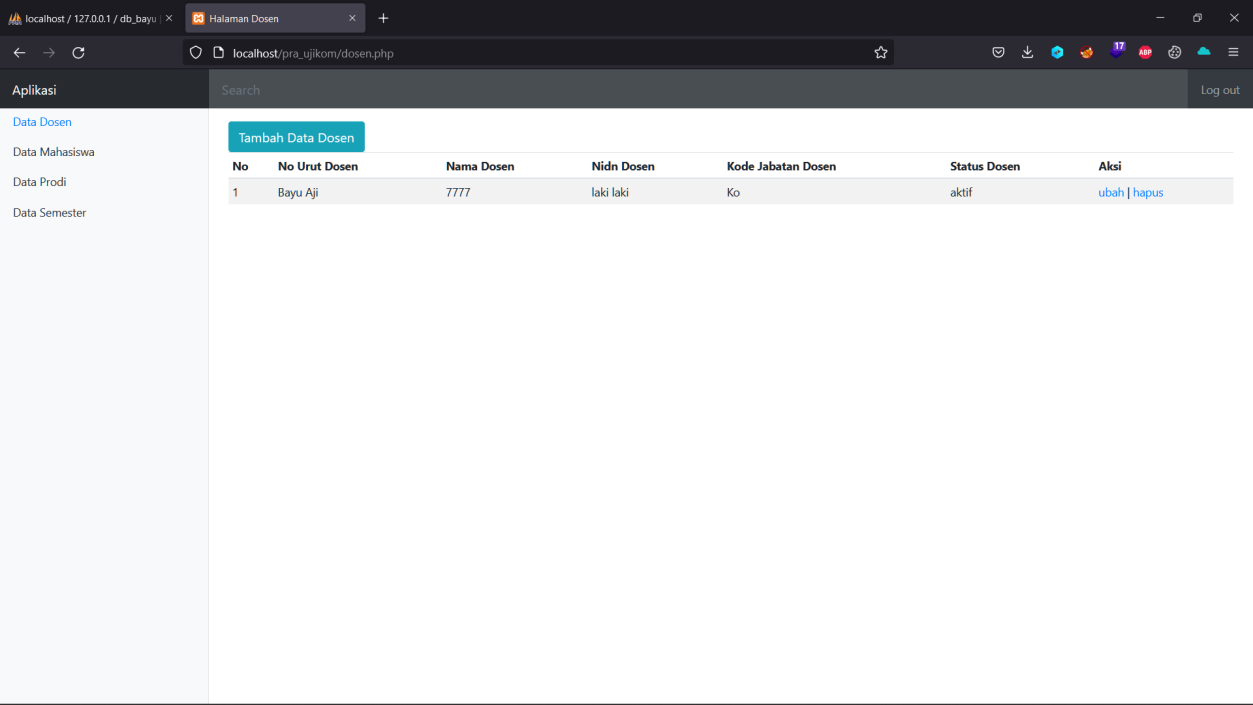 localhost / 127.0.0.1 / db_bayu |
Halaman Dosen
localhost/pra_ujikom/dosen.php
17
ABP
Aplikasi
Search
Log out
Data Dosen
Data Mahasiswa
Data Prodi
Data Semester
Tambah Data Dosen
No No Urut Dosen Nama Dosen Nidn Dosen Kode Jabatan Dosen Status Dosen Aksi
1 Bayu Aji 7777 laki laki Ko aktif ubah | hapus